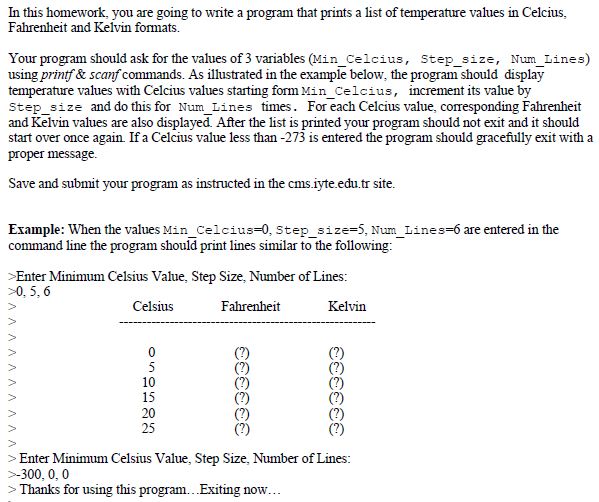 In this homework, you are going to write a program that prints a list of temperature values in Celcius,
Fahrenheit and Kelvin formats.
Your program should ask for the values of 3 variables (Min_Celcius, Step_size, Num_Lines)
using printf & scanf commands. As illustrated in the example below, the program should display
temperature values with Celcius values starting form Min_Celcius, increment its value by
Step_size and do this for Num_Lines times. For each Celcius value, corresponding Fahrenheit
and Kelvin values are also displayed. After the list is printed your program should not exit and it should
start over once again. If a Celcius value less than -273 is entered the program should gracefully exit with a
proper message.
Save and submit your program as instructed in the cms.iyte.edu.tr site.
Example: When the values Min_Celcius=0, Step_size=5, Num_Lines=6 are entered in the
command line the program should print lines similar to the following:
>Enter Minimum Celsius Value, Step Size, Number of Lines:
>0, 5, 6
> Celsius Fahrenheit Kelvin
> ------------------------------------------------------------
>
> 0 (?) (?)
> 5 (?) (?)
> 10 (?) (?)
> 15 (?) (?)
> 20 (?) (?)
> 25 (?) (?)
>
> Enter Minimum Celsius Value, Step Size, Number of Lines:
>-300, 0, 0
> Thanks for using this program…Exiting now…